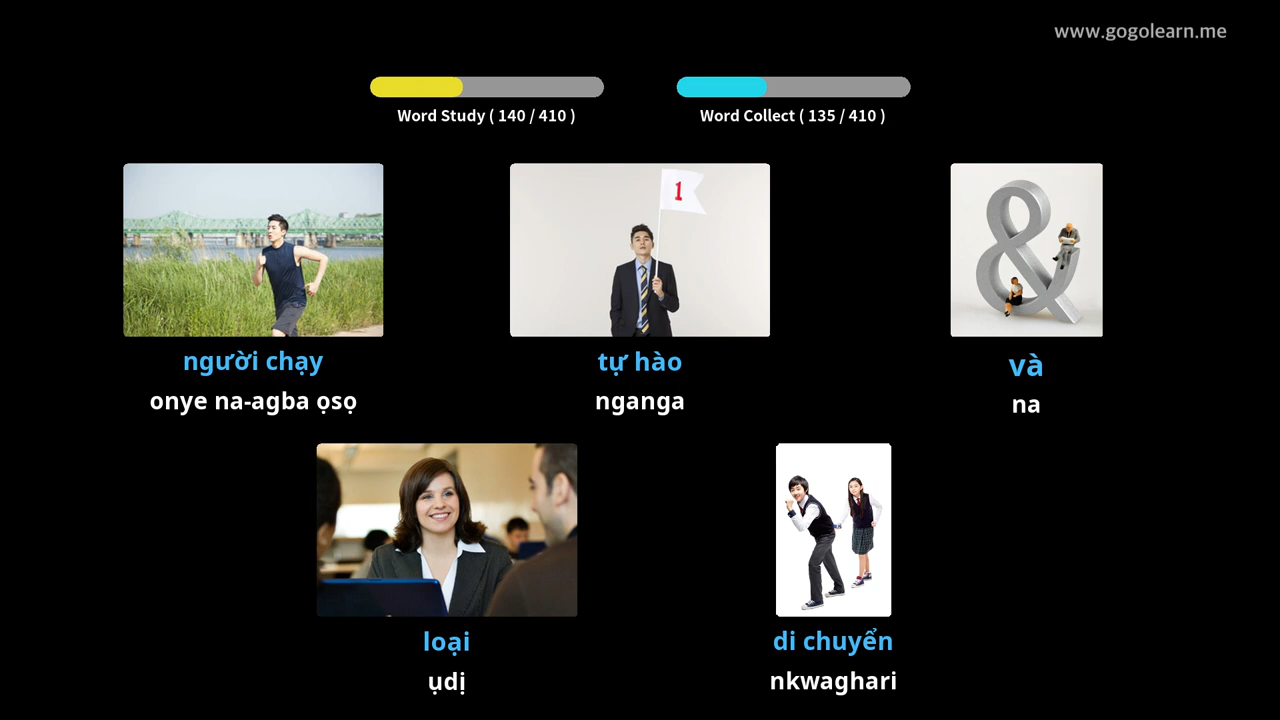 www.gogolearn.me
Word Study ( 140 / 410 )
Word Collect ( 135 / 410 )
1
&
người chạy
tự hào
và
onye na-agba ọsọ
nganga
na
loại
di chuyển
ụdị
nkwaghari